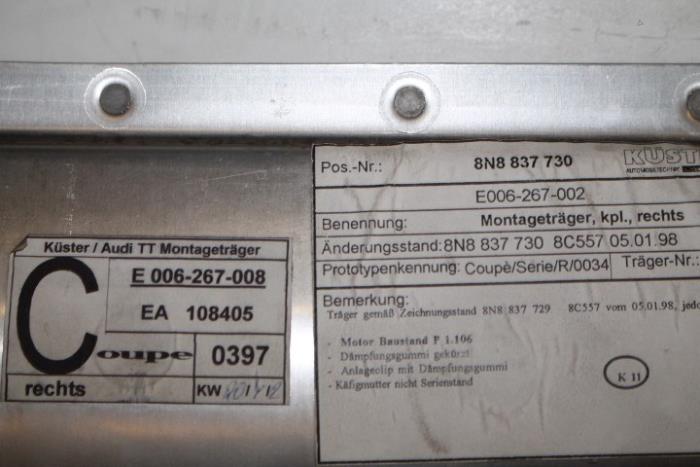 Küster / Audi TT Montageträger
E 006-267-008
EA 108405
Coupe 0397
rechts KW
Pos.-Nr.: 8N8 837 730 KÜST
E006-267-002
Benennung: Montageträger, kpl., rechts
Änderungsstand: 8N8 837 730 8C557 05.01.98
Prototypenkennung: Coupè/Serie/R/0034 Träger-Nr.:
Bemerkung:
Träger gemäß Zeichnungsstand 8N8 837 729 8C557 vom 05.01.98, jedo
- Motor Baustand P 1.106
- Dämpfungsgummi gekürzt
- Anlageclip mit Dämpfungsgummi
- Käfigmutter nicht Serienstand
K 11